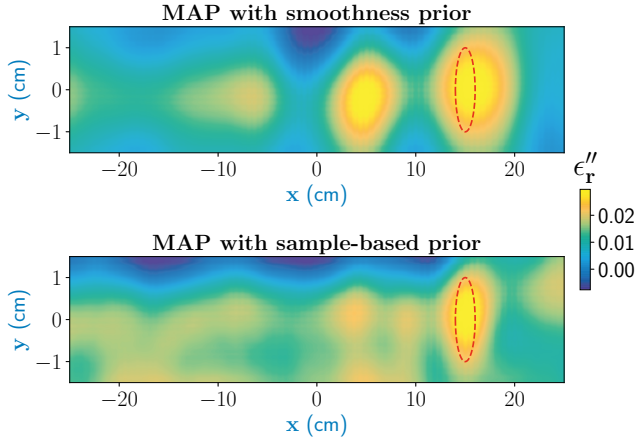 MAP with smoothness prior
1
0
−1
y (cm)
−20 −10 0 10 20
x (cm)
ϵ″r
0.02
0.01
0.00
MAP with sample-based prior
1
0
−1
y (cm)
−20 −10 0 10 20
x (cm)